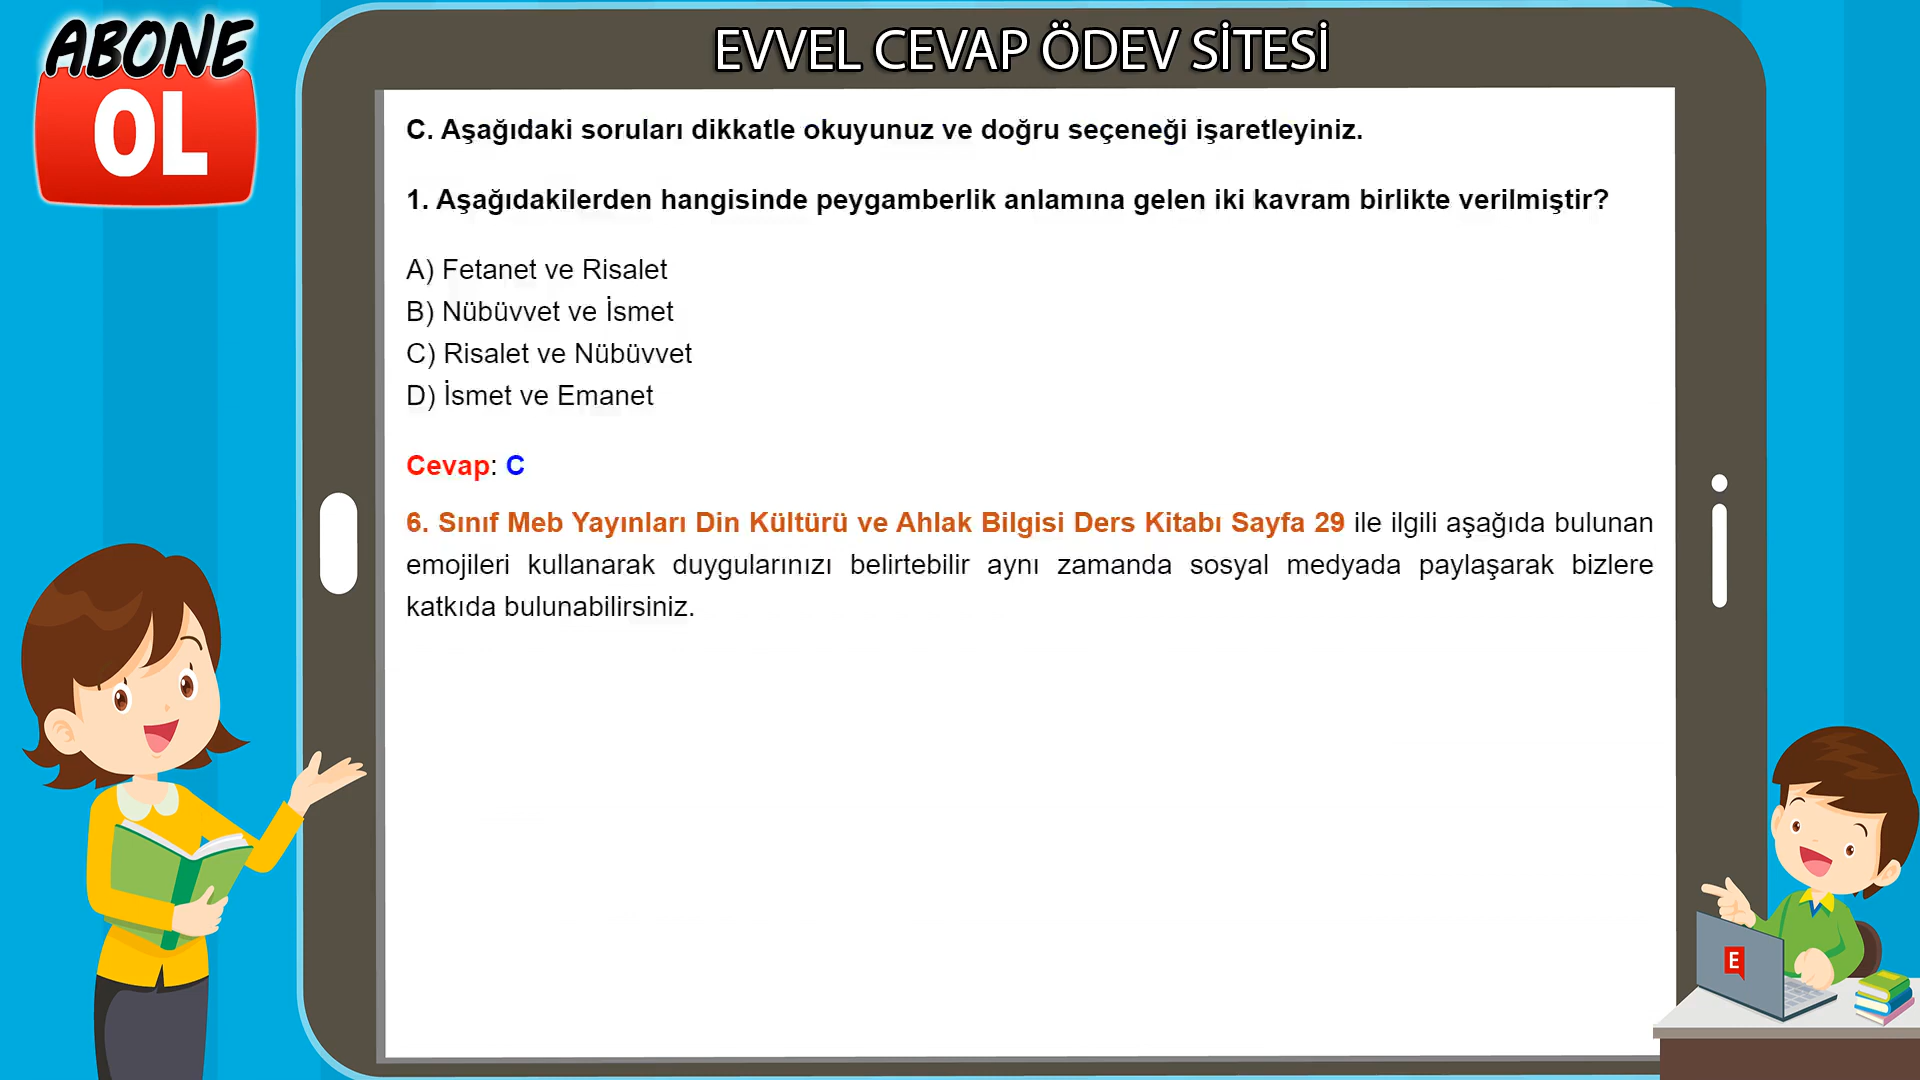 ABONE
OL
EVVEL CEVAP ÖDEV SİTESİ
C. Aşağıdaki soruları dikkatle okuyunuz ve doğru seçeneği işaretleyiniz.
1. Aşağıdakilerden hangisinde peygamberlik anlamına gelen iki kavram birlikte verilmiştir?
A) Fetanet ve Risalet
B) Nübüvvet ve İsmet
C) Risalet ve Nübüvvet
D) İsmet ve Emanet
Cevap: C
6. Sınıf Meb Yayınları Din Kültürü ve Ahlak Bilgisi Ders Kitabı Sayfa 29 ile ilgili aşağıda bulunan
emojileri kullanarak duygularınızı belirtebilir aynı zamanda sosyal medyada paylaşarak bizlere
katkıda bulunabilirsiniz.
E